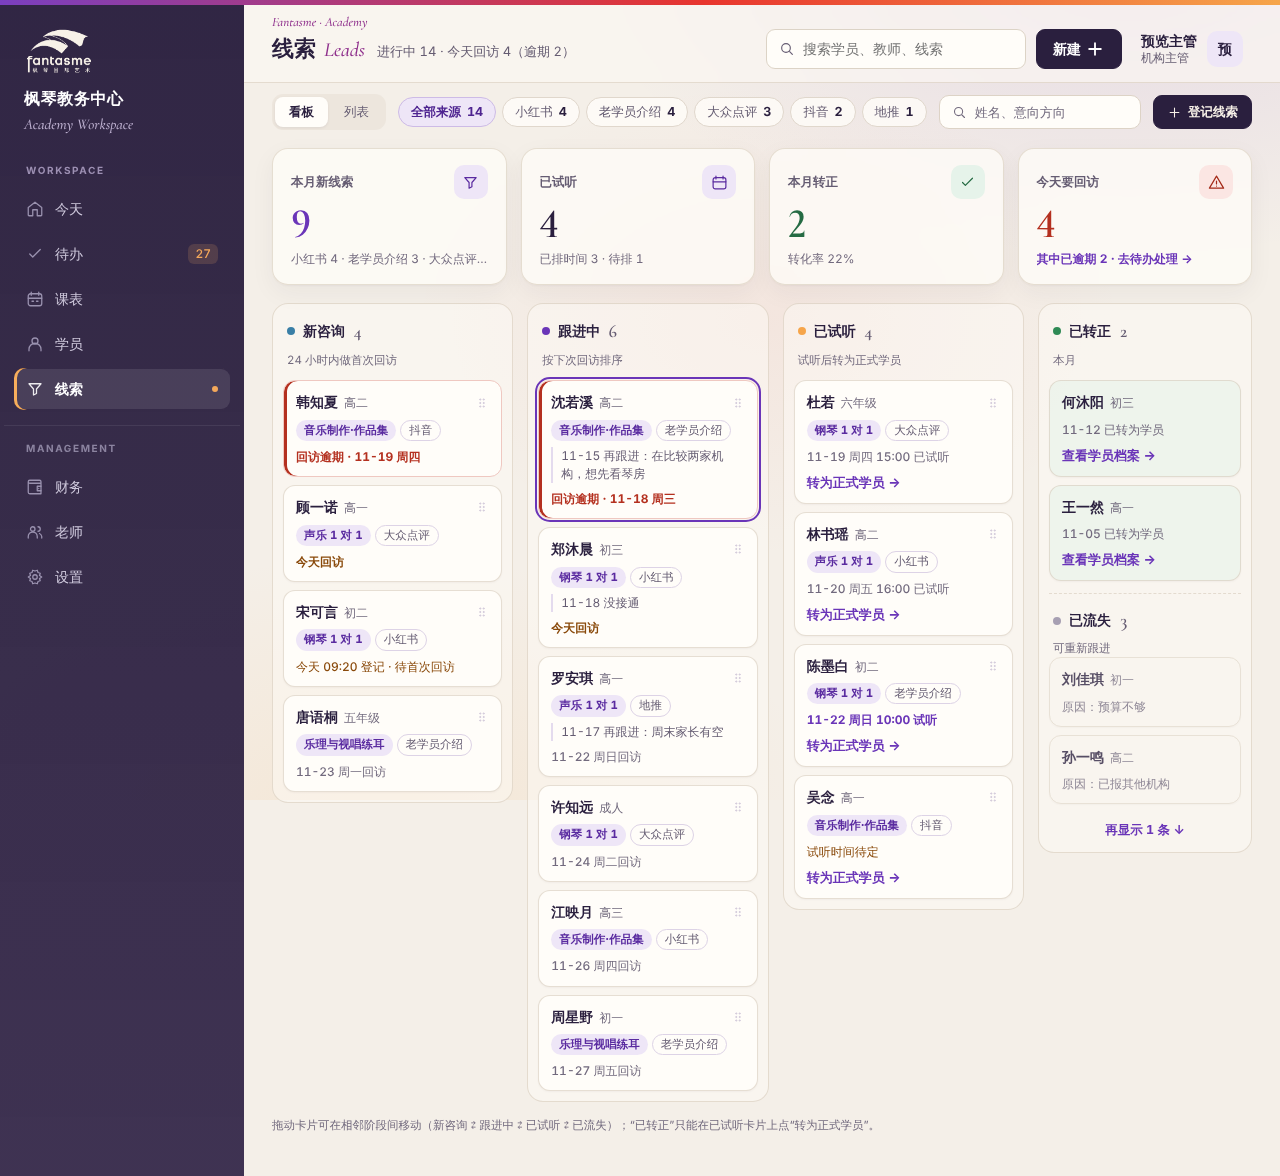 fantasme
枫琴音乐艺术
枫琴教务中心
Academy Workspace
WORKSPACE
今天
待办 27
课表
学员
线索
MANAGEMENT
财务
老师
设置
Fantasme · Academy
线索 Leads 进行中 14 · 今天回访 4（逾期 2）
搜索学员、教师、线索
新建
预览主管
机构主管
预
看板 列表 全部来源 14 小红书 4 老学员介绍 4 大众点评 3 抖音 2 地推 1 姓名、意向方向 登记线索
本月新线索
9
小红书 4 · 老学员介绍 3 · 大众点评...
已试听
4
已排时间 3 · 待排 1
本月转正
2
转化率 22%
今天要回访
4
其中已逾期 2 · 去待办处理 →
新咨询 4
24 小时内做首次回访
韩知夏 高二
音乐制作·作品集 抖音
回访逾期 · 11-19 周四
顾一诺 高一
声乐 1 对 1 大众点评
今天回访
宋可言 初二
钢琴 1 对 1 小红书
今天 09:20 登记 · 待首次回访
唐语桐 五年级
乐理与视唱练耳 老学员介绍
11-23 周一回访
跟进中 6
按下次回访排序
沈若溪 高二
音乐制作·作品集 老学员介绍
11-15 再跟进：在比较两家机
构，想先看琴房
回访逾期 · 11-18 周三
郑沐晨 初三
钢琴 1 对 1 小红书
11-18 没接通
今天回访
罗安琪 高一
声乐 1 对 1 地推
11-17 再跟进：周末家长有空
11-22 周日回访
许知远 成人
钢琴 1 对 1 大众点评
11-24 周二回访
江映月 高三
音乐制作·作品集 小红书
11-26 周四回访
周星野 初一
乐理与视唱练耳 老学员介绍
11-27 周五回访
已试听 4
试听后转为正式学员
杜若 六年级
钢琴 1 对 1 大众点评
11-19 周四 15:00 已试听
转为正式学员 →
林书瑶 高二
声乐 1 对 1 小红书
11-20 周五 16:00 已试听
转为正式学员 →
陈墨白 初二
钢琴 1 对 1 老学员介绍
11-22 周日 10:00 试听
转为正式学员 →
吴念 高一
音乐制作·作品集 抖音
试听时间待定
转为正式学员 →
已转正 2
本月
何沐阳 初三
11-12 已转为学员
查看学员档案 →
王一然 高一
11-05 已转为学员
查看学员档案 →
已流失 3
可重新跟进
刘佳琪 初一
原因：预算不够
孙一鸣 高二
原因：已报其他机构
再显示 1 条 ↓
拖动卡片可在相邻阶段间移动（新咨询 ⇄ 跟进中 ⇄ 已试听 ⇄ 已流失）；“已转正”只能在已试听卡片上点“转为正式学员”。